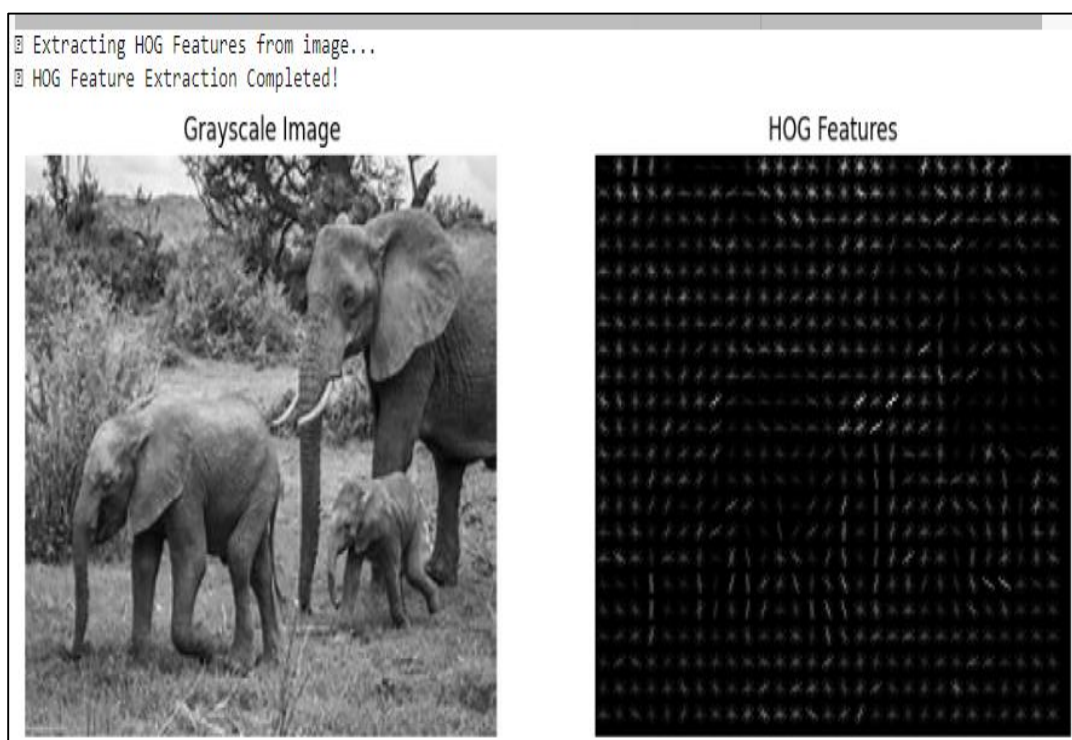 Extracting HOG Features from image...
HOG Feature Extraction Completed!
Grayscale Image
HOG Features